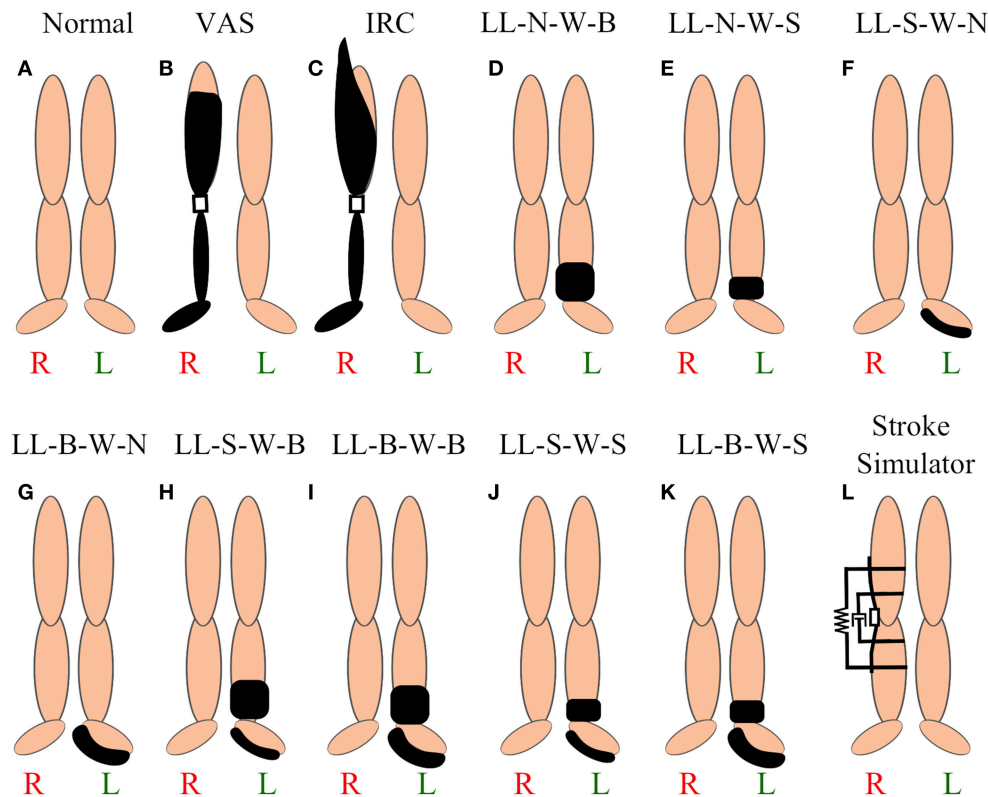 Normal VAS IRC LL-N-W-B LL-N-W-S LL-S-W-N
A B C D E F
R L R L R L R L R L R L
LL-B-W-N LL-S-W-B LL-B-W-B LL-S-W-S LL-B-W-S Stroke
Simulator
G H I J K L
R L R L R L R L R L R L